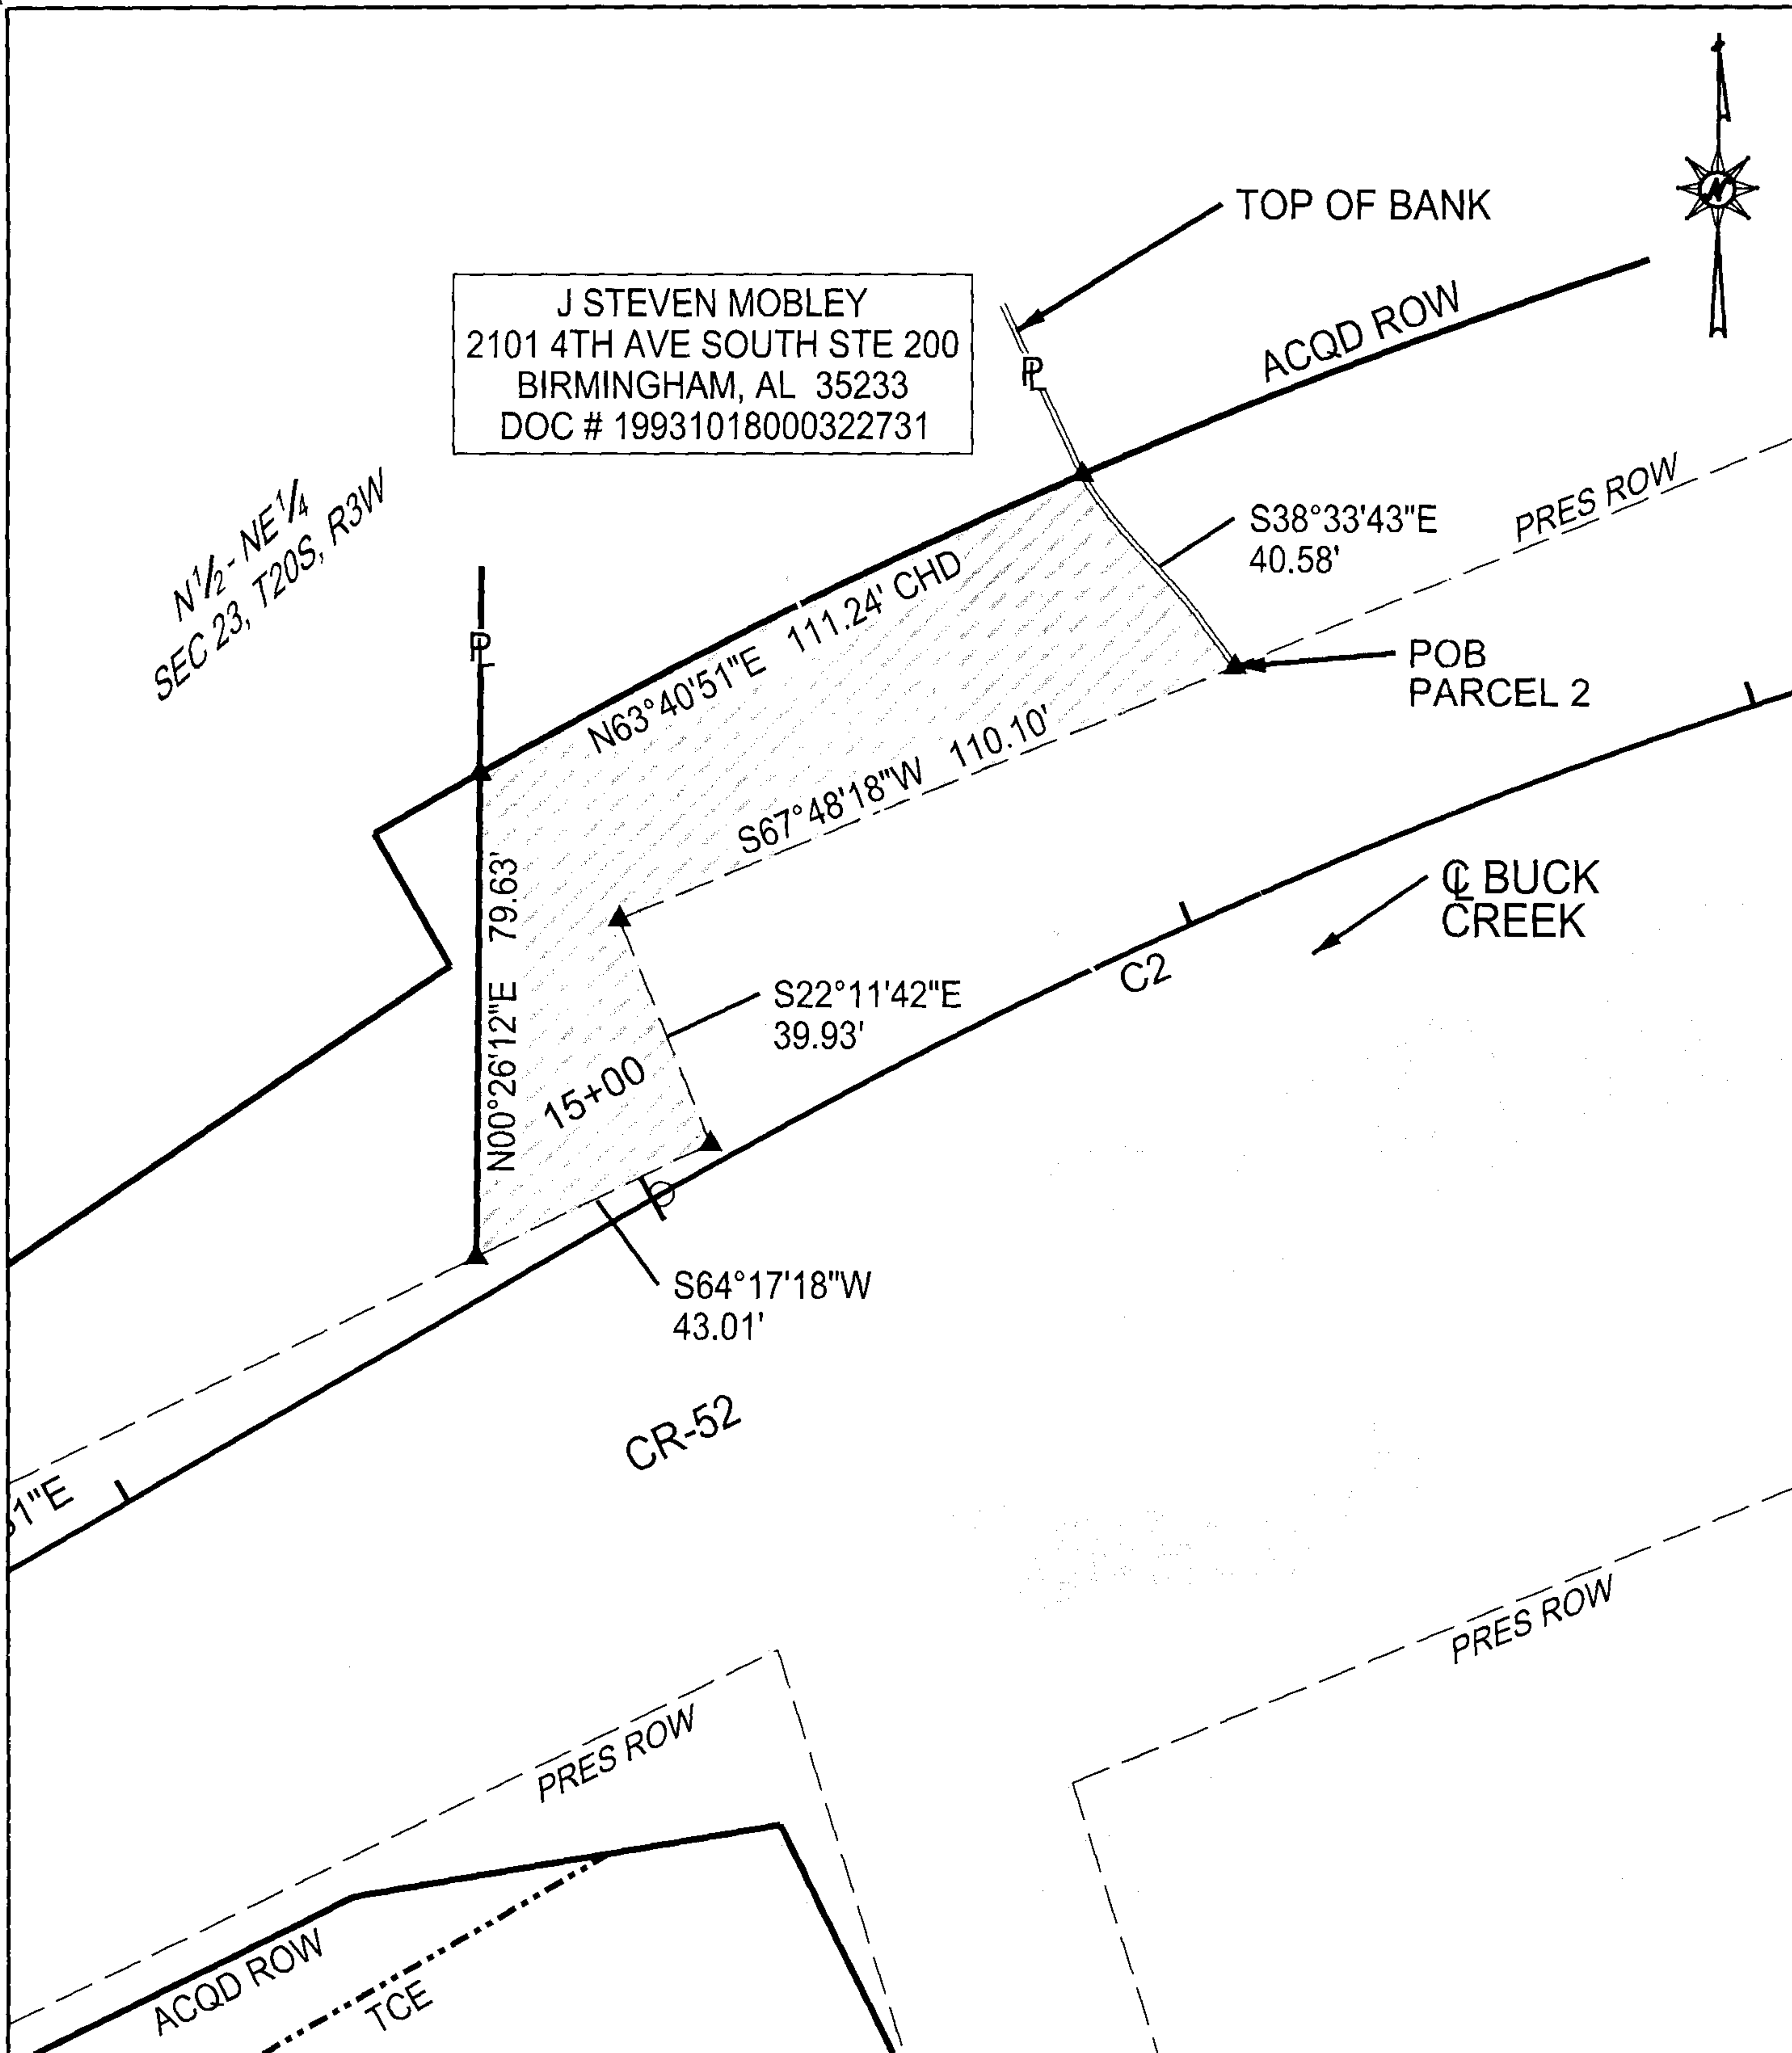 TOP OF BANK
N
J STEVEN MOBLEY
2101 4TH AVE SOUTH STE 200
BIRMINGHAM, AL 35233
DOC # 19931018000322731
PL
ACQD ROW
PRES ROW
N½ - NE¼
SEC 23, T20S, R3W
S38°33'43"E
40.58'
PL
N63°40'51"E 111.24' CHD
POB
PARCEL 2
S67°48'18"W 110.10'
N00°26'12"E 79.63'
CL BUCK
CREEK
C2
S22°11'42"E
39.93'
15+00
S64°17'18"W
43.01'
CR-52
51"E
PRES ROW
PRES ROW
ACQD ROW
TCE